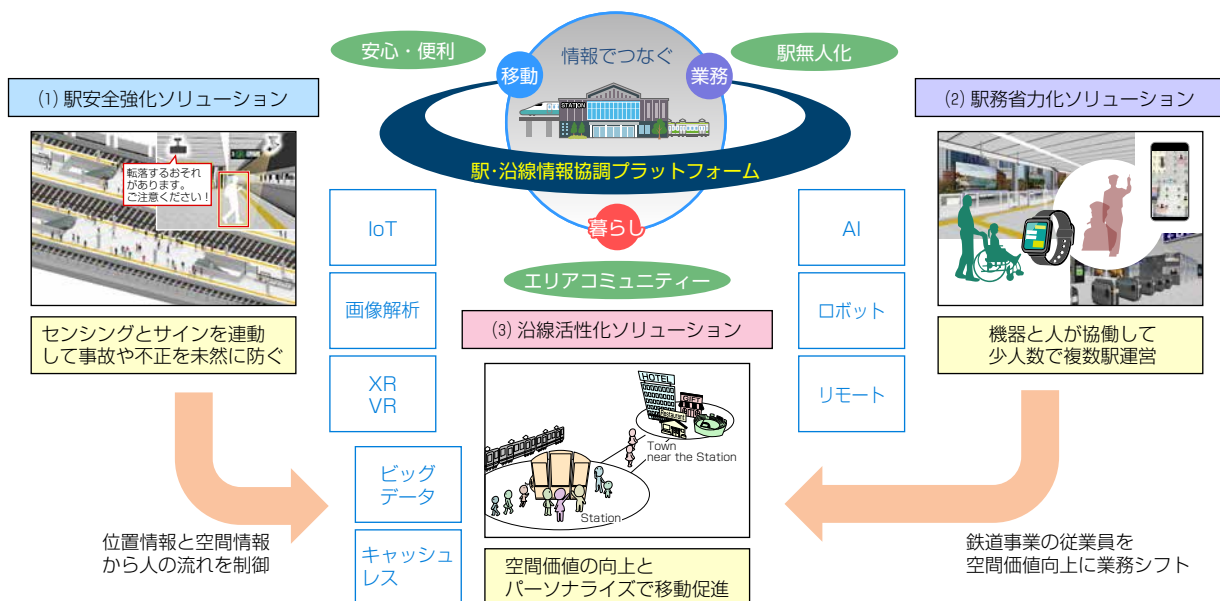 安心・便利
情報でつなぐ
駅無人化
移動
業務
STATION
駅・沿線情報協調プラットフォーム
暮らし
エリアコミュニティー
(1) 駅安全強化ソリューション
転落するおそれ
があります。
ご注意ください！
センシングとサインを連動
して事故や不正を未然に防ぐ
位置情報と空間情報
から人の流れを制御
IoT
画像解析
XR
VR
ビッグ
データ
キャッシュ
レス
(3) 沿線活性化ソリューション
HOTEL
GIFT
Restaurant
Town
near the Station
Station
空間価値の向上と
パーソナライズで移動促進
AI
ロボット
リモート
(2) 駅務省力化ソリューション
機器と人が協働して
少人数で複数駅運営
鉄道事業の従業員を
空間価値向上に業務シフト